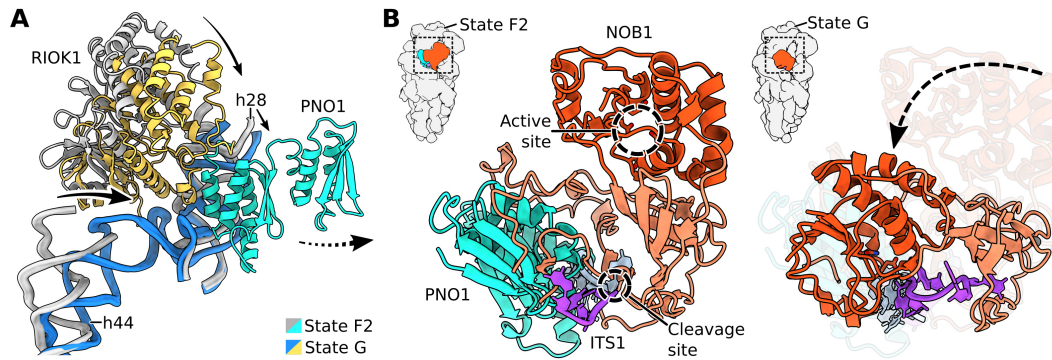 A
RIOK1
h28
PNO1
h44
State F2
State G
B
State F2
NOB1
State G
Active
site
PNO1
ITS1
Cleavage
site